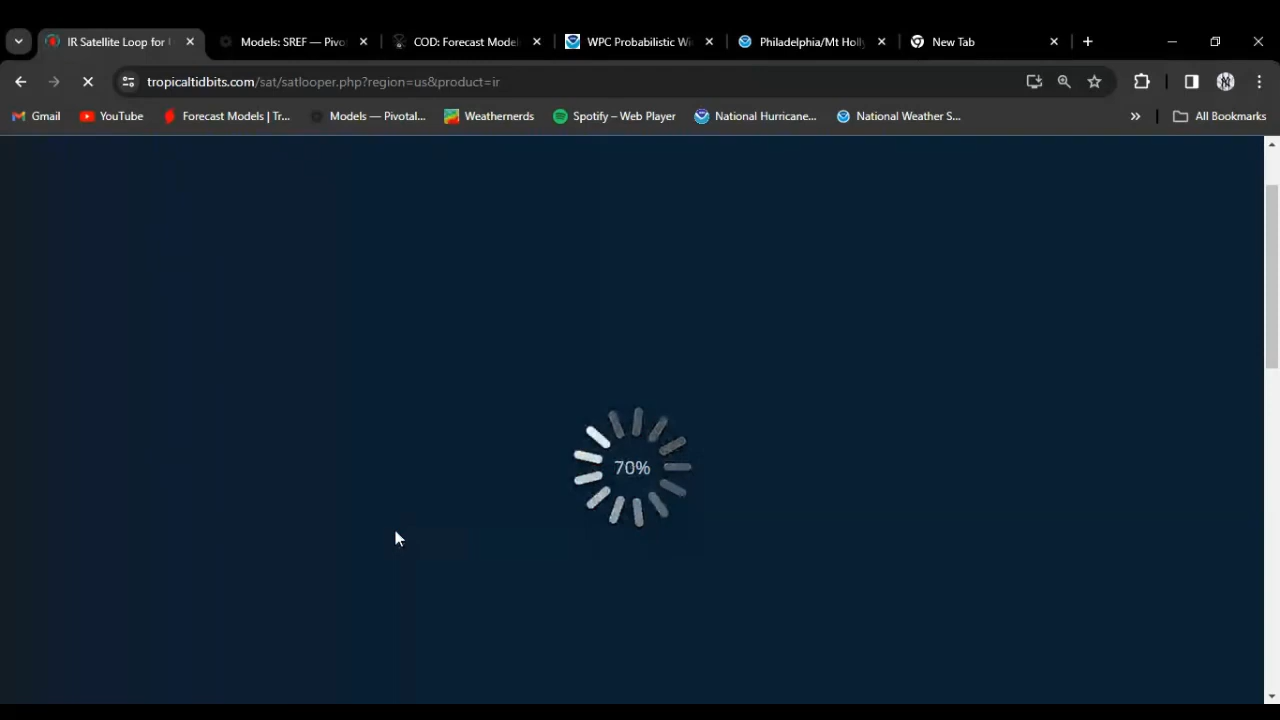 IR Satellite Loop for
Models: SREF — Pivo
COD: Forecast Model
WPC Probabilistic Wi
Philadelphia/Mt Holly
New Tab
tropicaltidbits.com/sat/satlooper.php?region=us&product=ir
Gmail
YouTube
Forecast Models | Tr...
Models — Pivotal...
Weathernerds
Spotify – Web Player
National Hurricane...
National Weather S...
All Bookmarks
70%